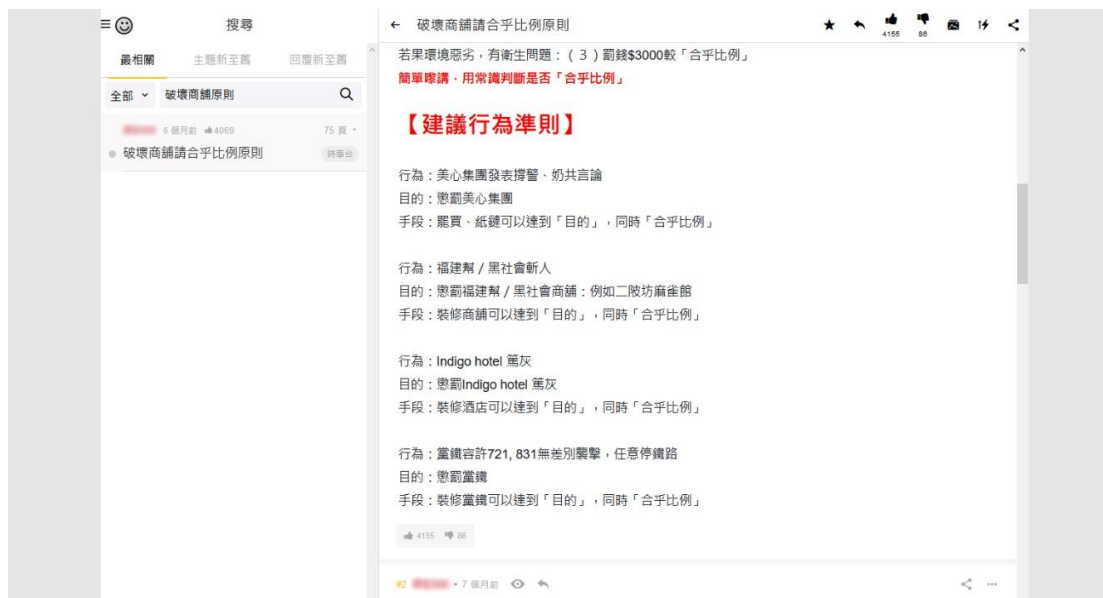 搜尋
最相關 主題新至舊 回覆新至舊
全部 破壞商舖原則
6 個月前 4069 75 頁
破壞商舖請合乎比例原則 時事台
破壞商舖請合乎比例原則
4155 86
若果環境惡劣，有衛生問題：(3)罰錢$3000較「合乎比例」
簡單嚟講，用常識判斷是否「合乎比例」
【建議行為準則】
行為：美心集團發表撐警、奶共言論
目的：懲罰美心集團
手段：罷買、紙鏈可以達到「目的」，同時「合乎比例」
行為：福建幫 / 黑社會斬人
目的：懲罰福建幫 / 黑社會商舖：例如二陂坊麻雀館
手段：裝修商舖可以達到「目的」，同時「合乎比例」
行為：Indigo hotel 篤灰
目的：懲罰Indigo hotel 篤灰
手段：裝修酒店可以達到「目的」，同時「合乎比例」
行為：黨鐵容許721, 831無差別襲擊，任意停鐵路
目的：懲罰黨鐵
手段：裝修黨鐵可以達到「目的」，同時「合乎比例」
4155 86
#2 • 7 個月前